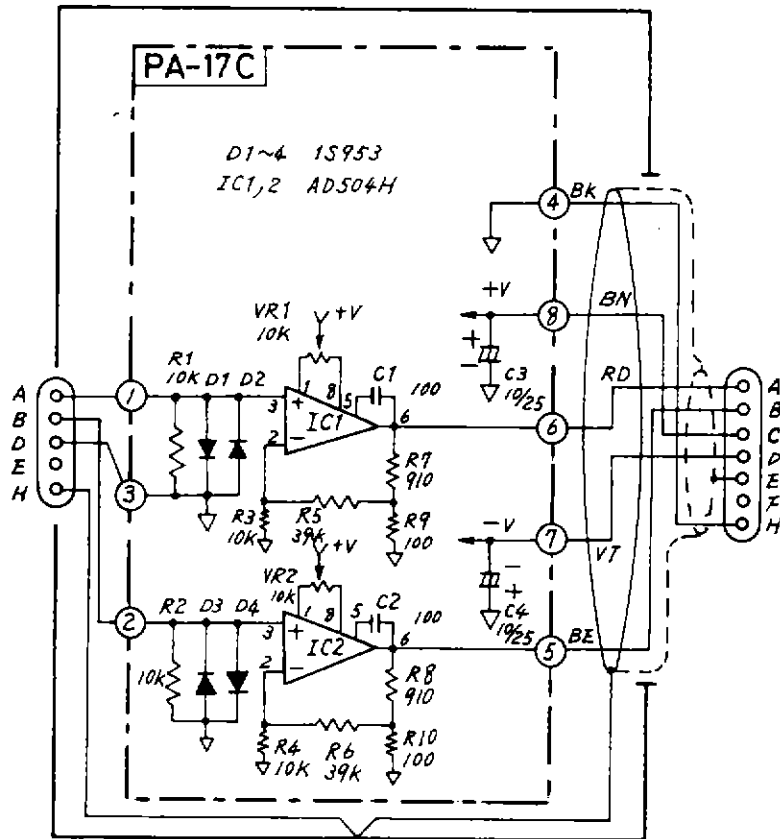 PA-17C
D1~4 1S953
IC1,2 AD504H
4 BK
+V
8 BN
VR1
10K
+V
R1
10K
D1 D2
C1
100
+
-
C3
10/25
RD
A
B
D
E
H
1
3
1
8
5
3
+
IC1
6
2
-
6
A
B
C
D
E
F
H
R7
910
R3
10K
R5
39K
R9
100
-V
7
VT
+V
VR2
10K
-
+
C4
10/25
2
R2
D3 D4
C2
100
1
8
5
3
+
IC2
6
2
-
5
BE
10K
R8
910
R4
10K
R6
39K
R10
100